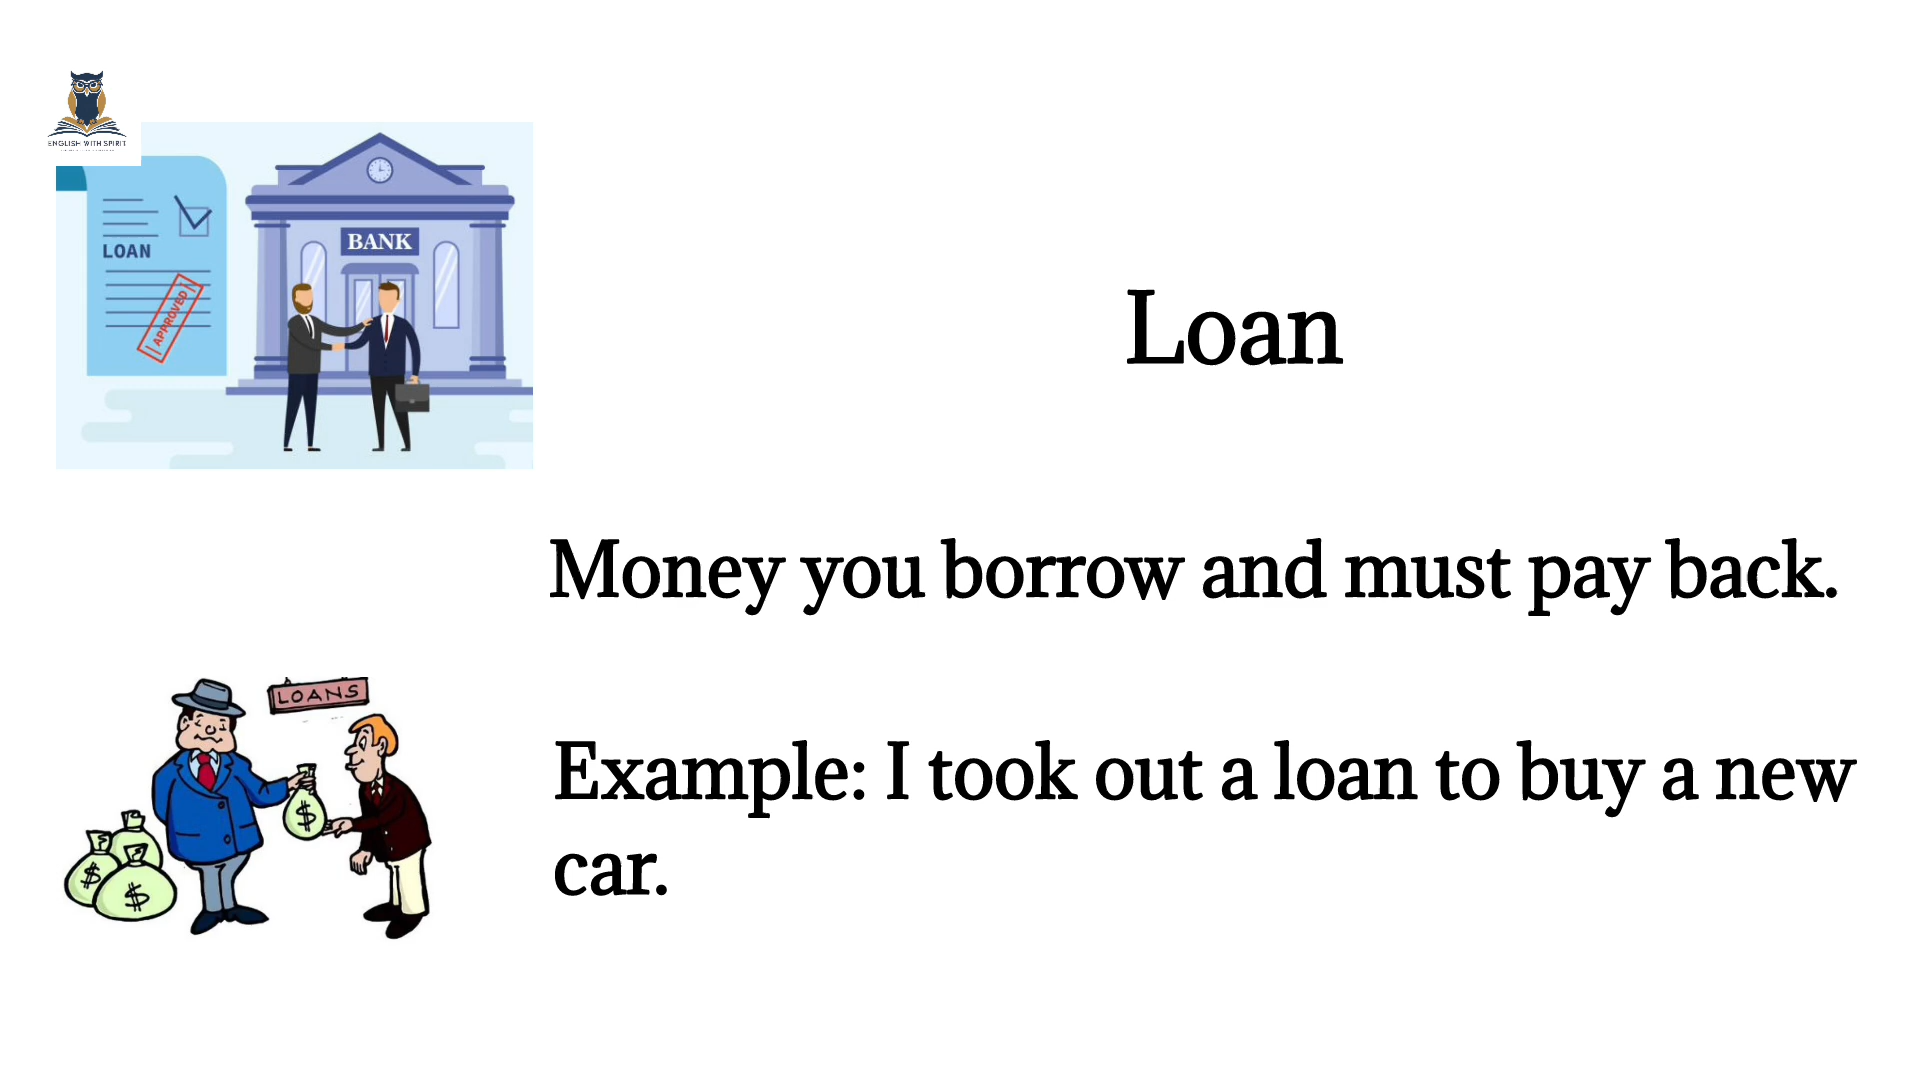 ENGLISH WITH SPIRIT
LOAN
APPROVED
BANK
Loan
Money you borrow and must pay back.
LOANS
Example: I took out a loan to buy a new
car.